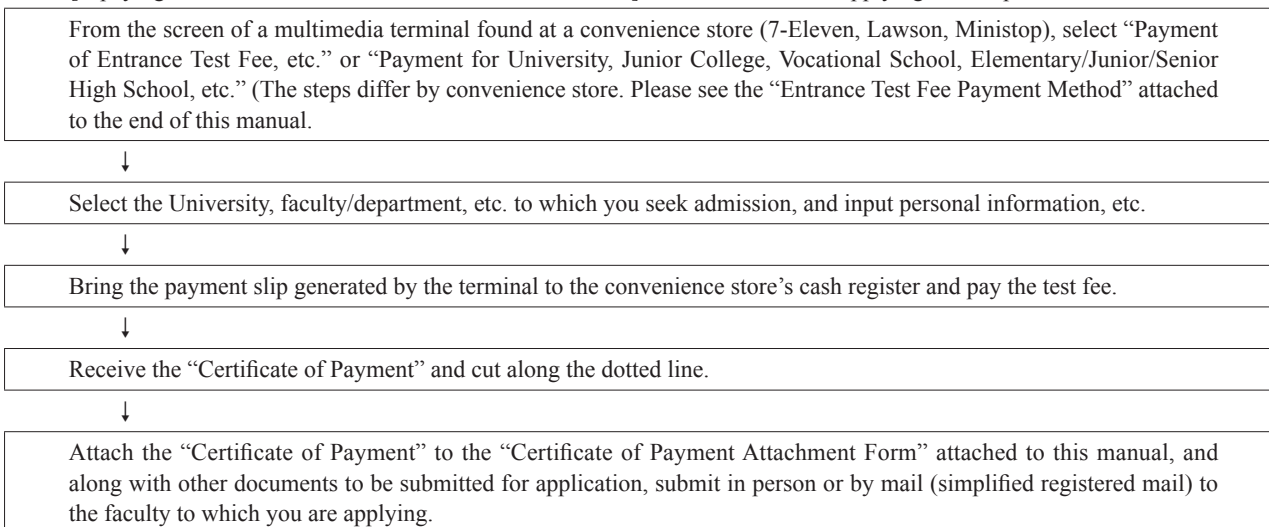 From the screen of a multimedia terminal found at a convenience store (7-Eleven, Lawson, Ministop), select “Payment
of Entrance Test Fee, etc.” or “Payment for University, Junior College, Vocational School, Elementary/Junior/Senior
High School, etc.” (The steps differ by convenience store. Please see the “Entrance Test Fee Payment Method” attached
to the end of this manual.
↓
Select the University, faculty/department, etc. to which you seek admission, and input personal information, etc.
↓
Bring the payment slip generated by the terminal to the convenience store’s cash register and pay the test fee.
↓
Receive the “Certificate of Payment” and cut along the dotted line.
↓
Attach the “Certificate of Payment” to the “Certificate of Payment Attachment Form” attached to this manual, and
along with other documents to be submitted for application, submit in person or by mail (simplified registered mail) to
the faculty to which you are applying.